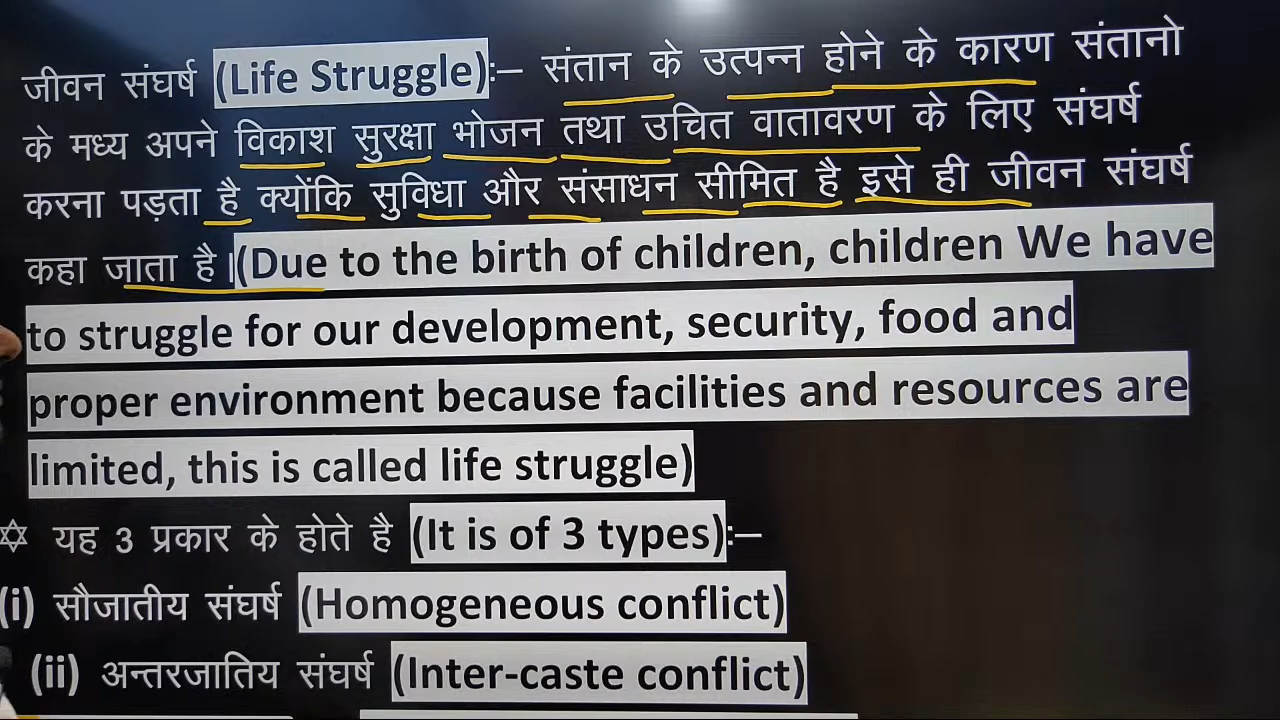 जीवन संघर्ष (Life Struggle):– संतान के उत्पन्न होने के कारण संतानो
के मध्य अपने विकाश सुरक्षा भोजन तथा उचित वातावरण के लिए संघर्ष
करना पड़ता है क्योंकि सुविधा और संसाधन सीमित है इसे ही जीवन संघर्ष
कहा जाता है।(Due to the birth of children, children We have
to struggle for our development, security, food and
proper environment because facilities and resources are
limited, this is called life struggle)
✡ यह 3 प्रकार के होते है (It is of 3 types):–
(i) सौजातीय संघर्ष (Homogeneous conflict)
(ii) अन्तरजातिय संघर्ष (Inter-caste conflict)